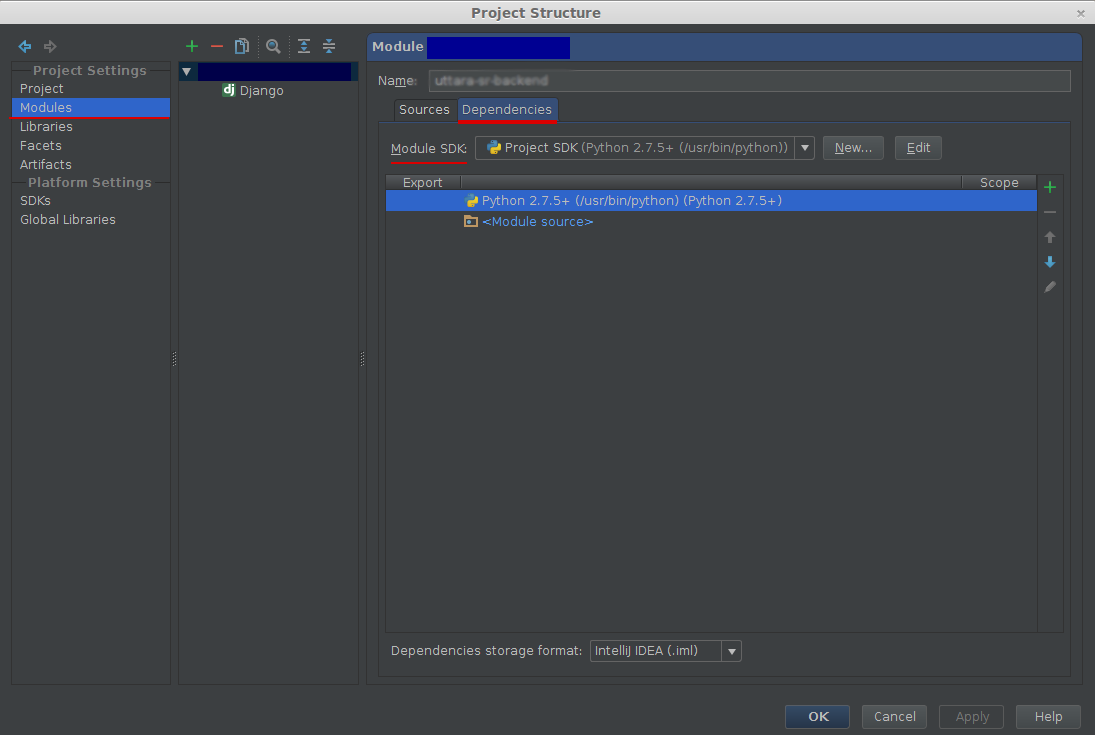 Project Structure
Project Settings
Project
Modules
Libraries
Facets
Artifacts
Platform Settings
SDKs
Global Libraries
dj Django
Module
Name:
Sources Dependencies
Module SDK: Project SDK (Python 2.7.5+ (/usr/bin/python)) New... Edit
Export Scope
Python 2.7.5+ (/usr/bin/python) (Python 2.7.5+)
<Module source>
Dependencies storage format: IntelliJ IDEA (.iml)
OK Cancel Apply Help